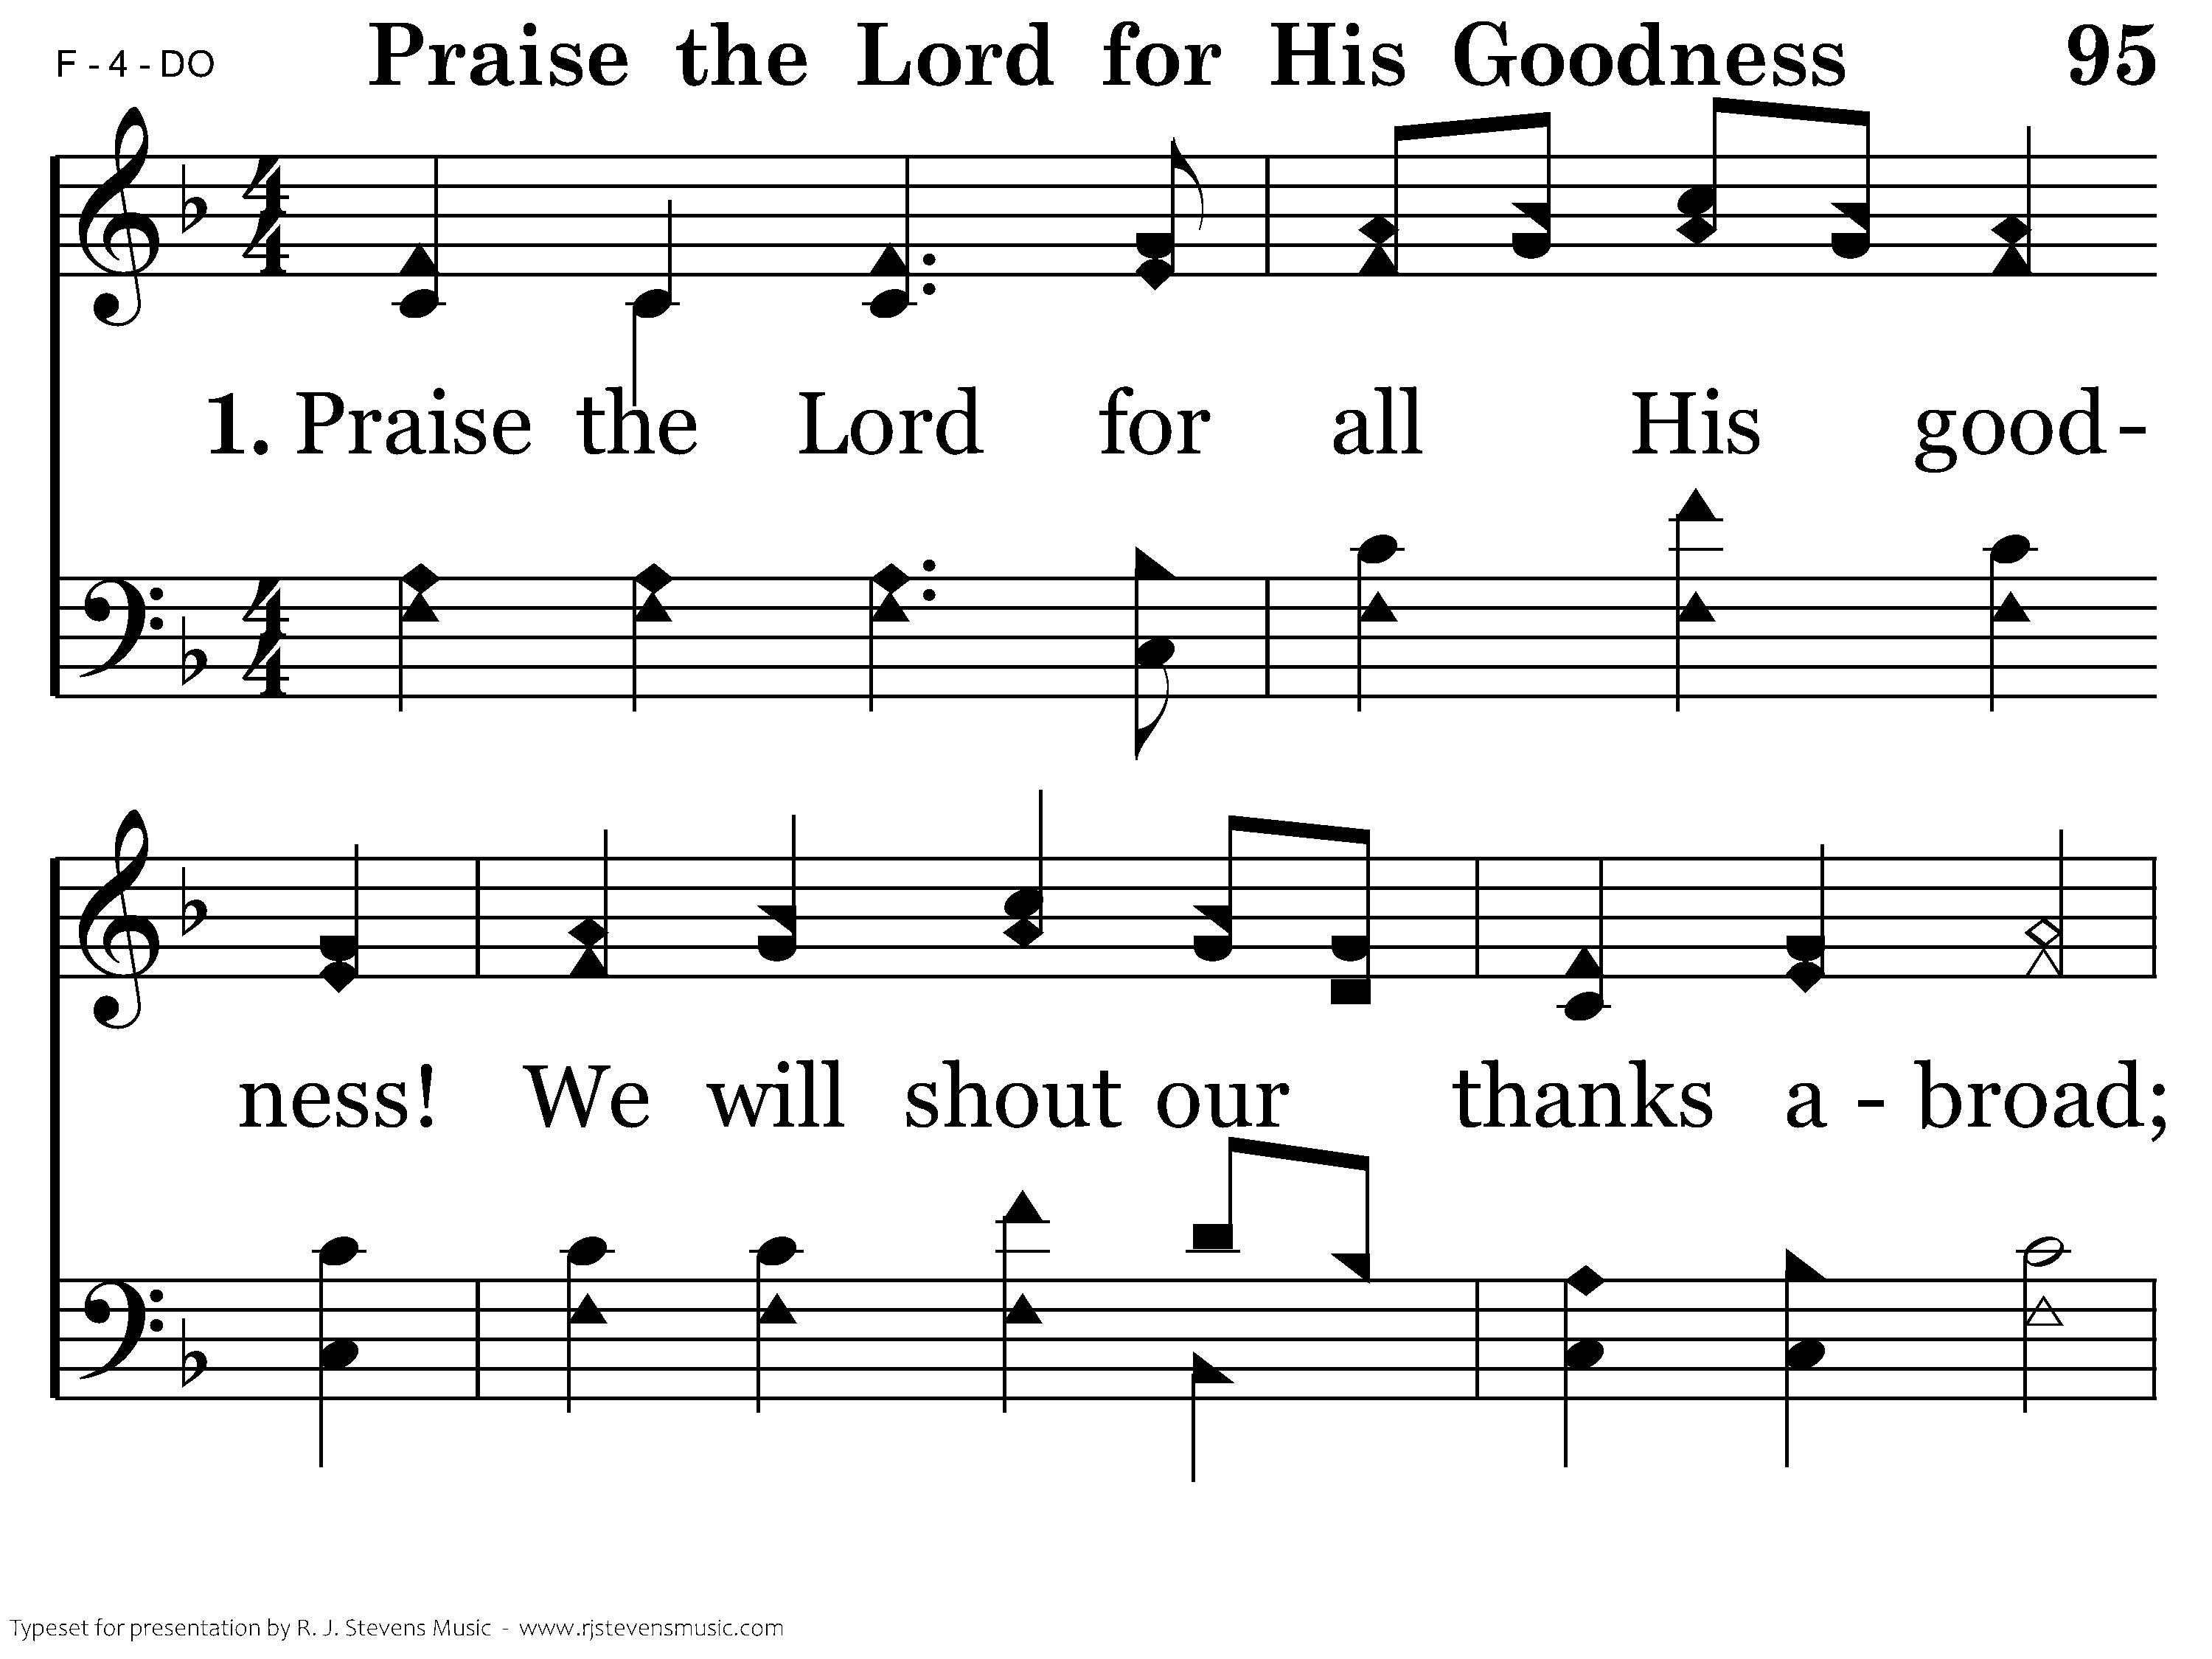 F - 4 - DO Praise the Lord for His Goodness 95
1. Praise the Lord for all His good-
ness! We will shout our thanks a - broad;
Typeset for presentation by R. J. Stevens Music - www.rjstevensmusic.com